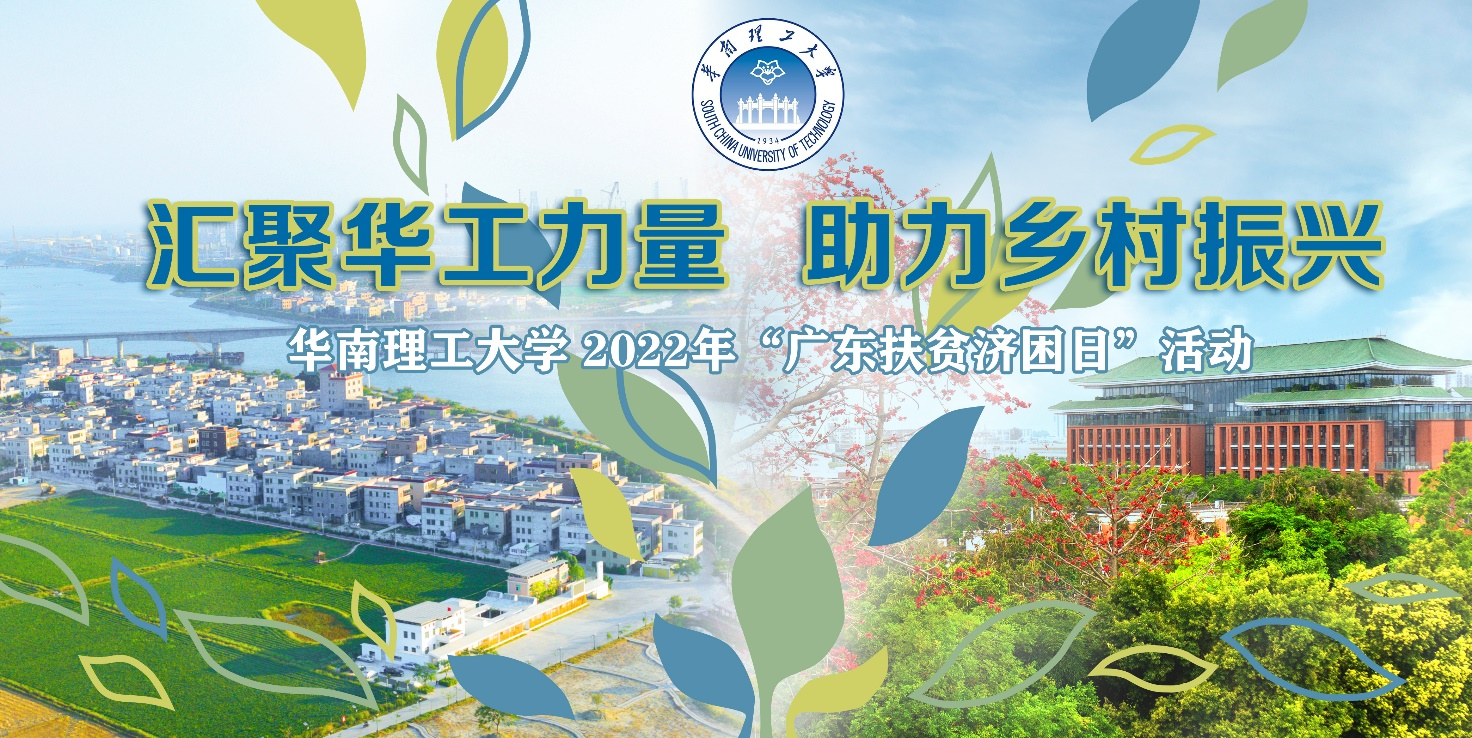 华南理工大学
SOUTH CHINA UNIVERSITY OF TECHNOLOGY
1934
汇聚华工力量 助力乡村振兴
华南理工大学 2022年“广东扶贫济困日”活动